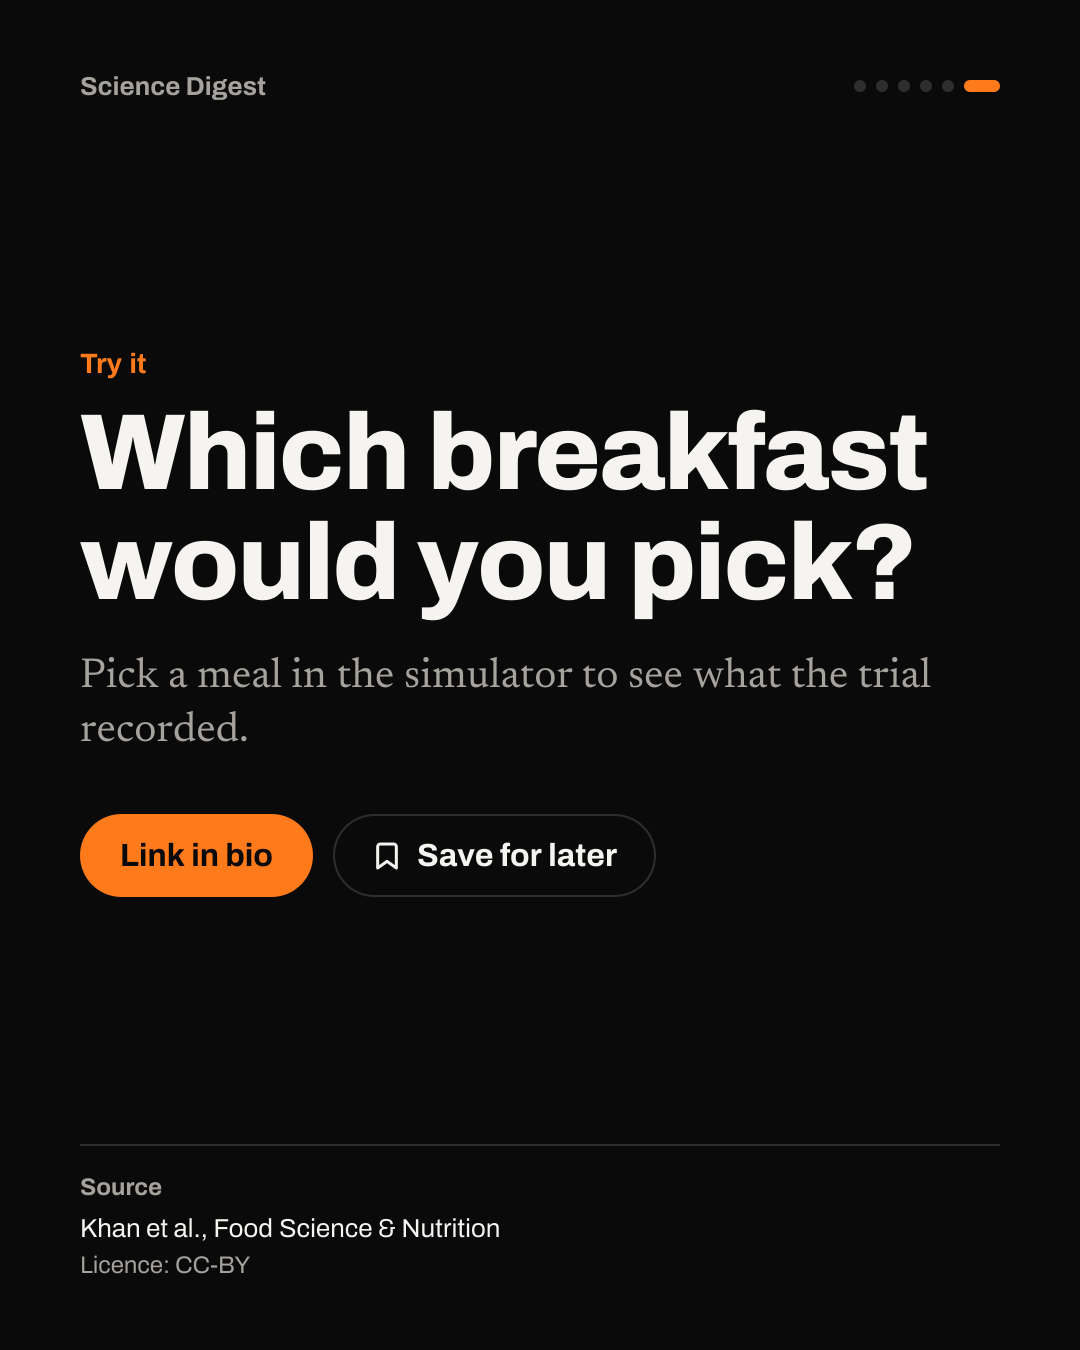 Science Digest
Try it
Which breakfast
would you pick?
Pick a meal in the simulator to see what the trial
recorded.
Link in bio
Save for later
Source
Khan et al., Food Science & Nutrition
Licence: CC-BY